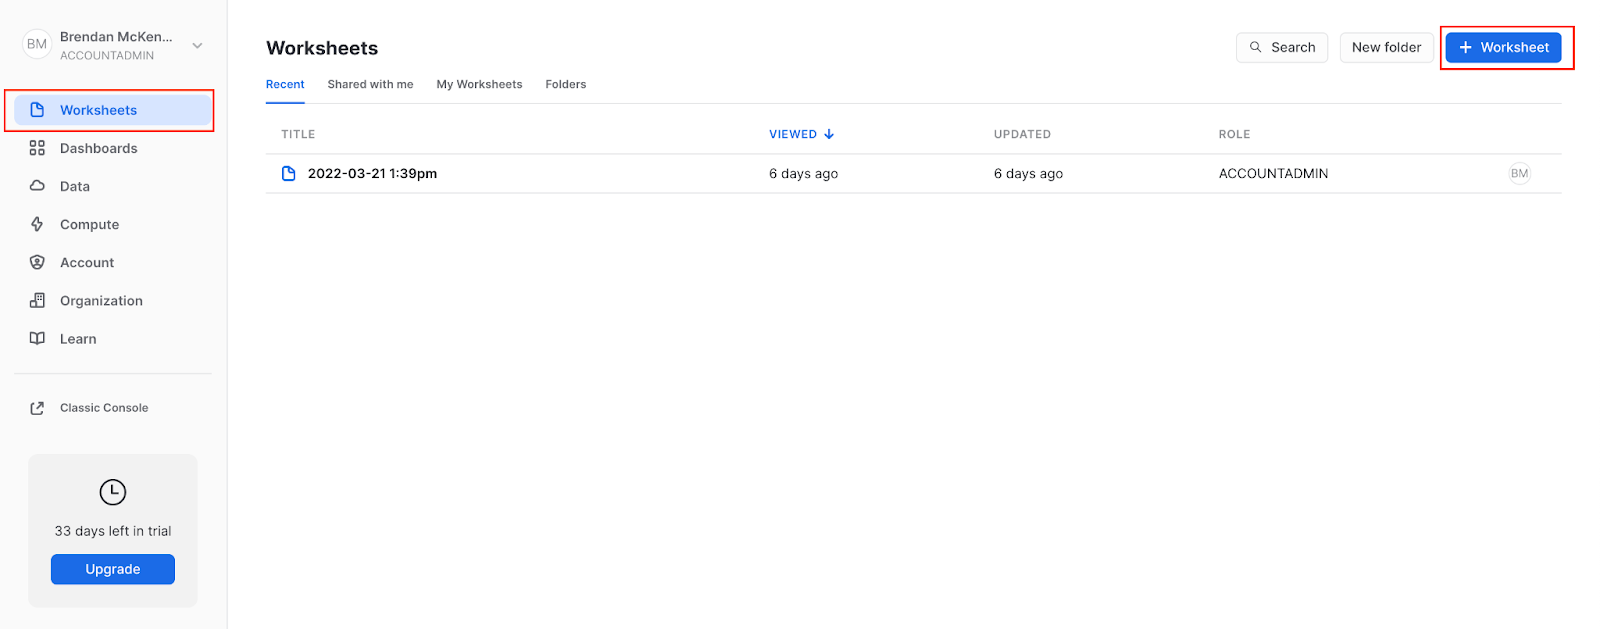 BM
Brendan McKen...
ACCOUNTADMIN
Worksheets
Dashboards
Data
Compute
Account
Organization
Learn
Classic Console
33 days left in trial
Upgrade
Worksheets
Search
New folder
+ Worksheet
Recent Shared with me My Worksheets Folders
TITLE VIEWED ↓ UPDATED ROLE
2022-03-21 1:39pm 6 days ago 6 days ago ACCOUNTADMIN BM